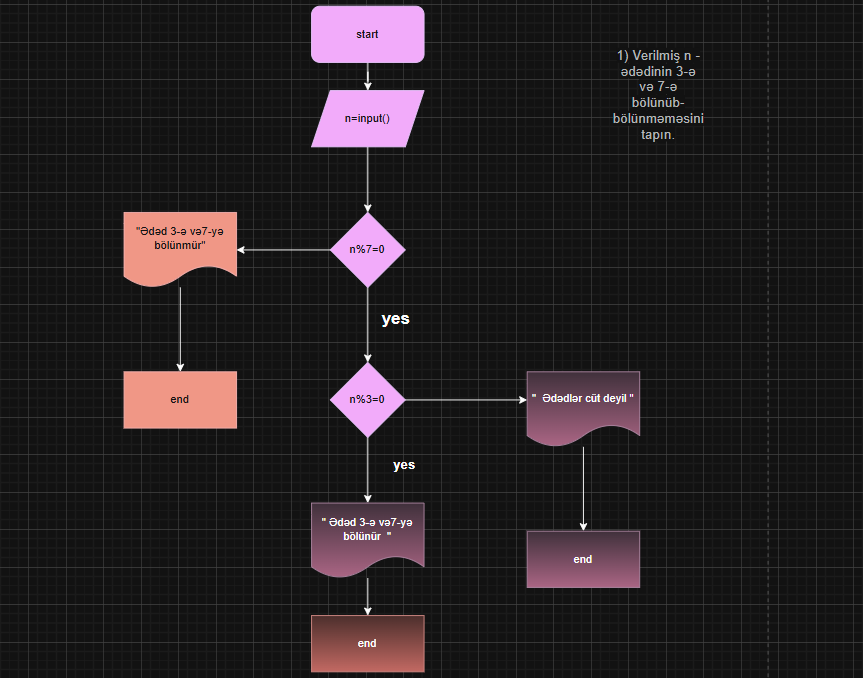 start
1) Verilmiş n -
ədədinin 3-ə
və 7-ə
bölünüb-
bölünməməsini
tapın.
n=input()
"Ədəd 3-ə və7-yə
bölünmür"
n%7=0
yes
end
n%3=0
" Ədədlər cüt deyil "
yes
" Ədəd 3-ə və7-yə
bölünür "
end
end